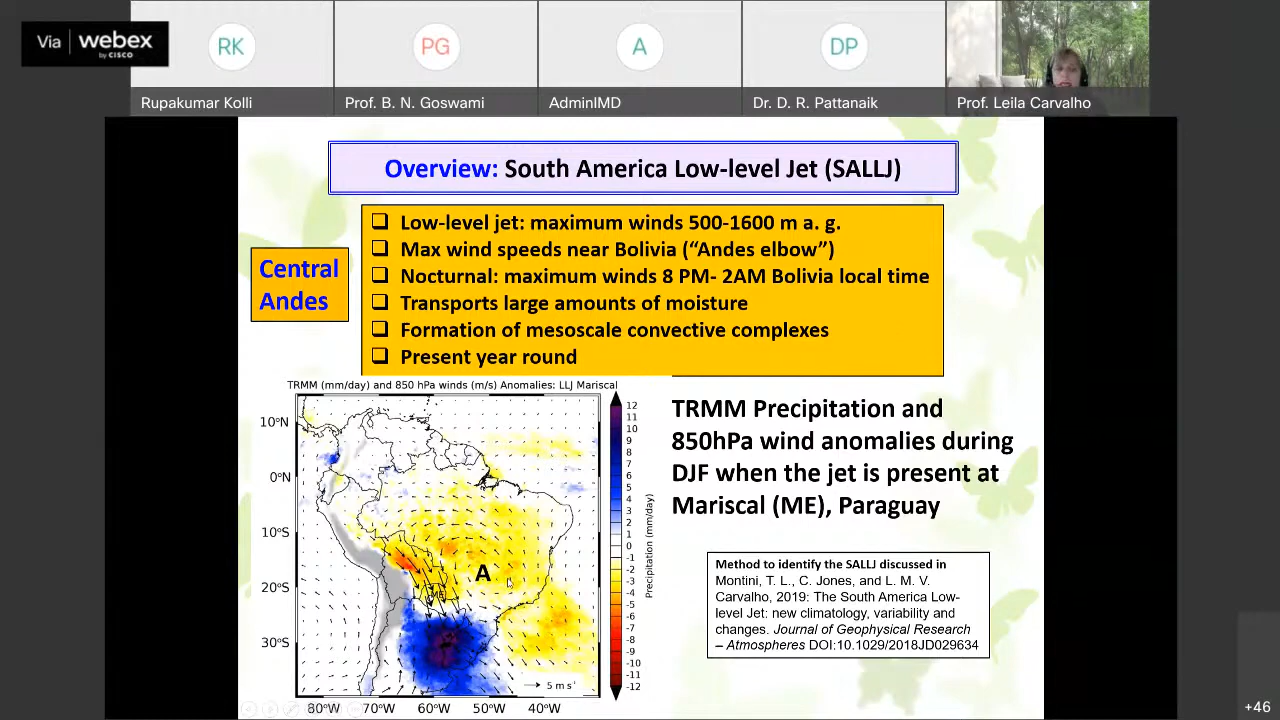 Via webex
by CISCO
RK
PG
A
DP
Rupakumar Kolli
Prof. B. N. Goswami
AdminIMD
Dr. D. R. Pattanaik
Prof. Leila Carvalho
Overview: South America Low-level Jet (SALLJ)
Central
Andes
❑ Low-level jet: maximum winds 500-1600 m a. g.
❑ Max wind speeds near Bolivia (“Andes elbow”)
❑ Nocturnal: maximum winds 8 PM- 2AM Bolivia local time
❑ Transports large amounts of moisture
❑ Formation of mesoscale convective complexes
❑ Present year round
TRMM (mm/day) and 850 hPa winds (m/s) Anomalies: LLJ Mariscal
10°N
0°N
10°S
20°S
30°S
80°W 70°W 60°W 50°W 40°W
A
ME
5 m s⁻¹
12
11
10
9
8
7
6
5
4
3
2
1
0
-1
-2
-3
-4
-5
-6
-7
-8
-9
-10
-11
-12
Precipitation (mm/day)
TRMM Precipitation and
850hPa wind anomalies during
DJF when the jet is present at
Mariscal (ME), Paraguay
Method to identify the SALLJ discussed in
Montini, T. L., C. Jones, and L. M. V.
Carvalho, 2019: The South America Low-
level Jet: new climatology, variability and
changes. Journal of Geophysical Research
– Atmospheres DOI:10.1029/2018JD029634
+46